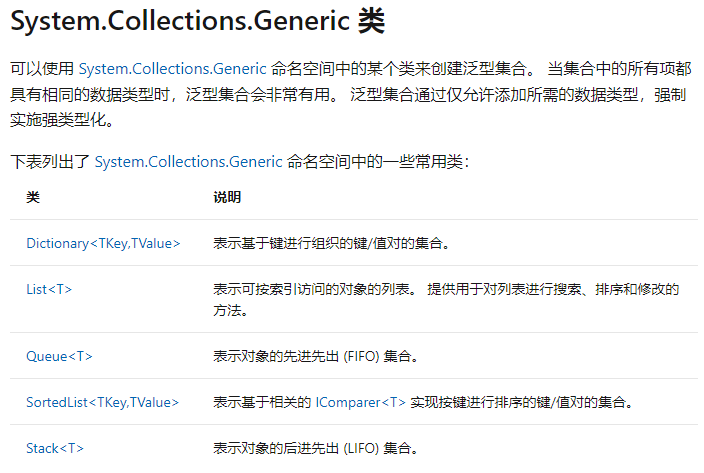 System.Collections.Generic 类
可以使用 System.Collections.Generic 命名空间中的某个类来创建泛型集合。 当集合中的所有项都
具有相同的数据类型时，泛型集合会非常有用。 泛型集合通过仅允许添加所需的数据类型，强制
实施强类型化。
下表列出了 System.Collections.Generic 命名空间中的一些常用类：
类 说明
Dictionary<TKey,TValue> 表示基于键进行组织的键/值对的集合。
List<T> 表示可按索引访问的对象的列表。 提供用于对列表进行搜索、排序和修改的
方法。
Queue<T> 表示对象的先进先出 (FIFO) 集合。
SortedList<TKey,TValue> 表示基于相关的 IComparer<T> 实现按键进行排序的键/值对的集合。
Stack<T> 表示对象的后进先出 (LIFO) 集合。